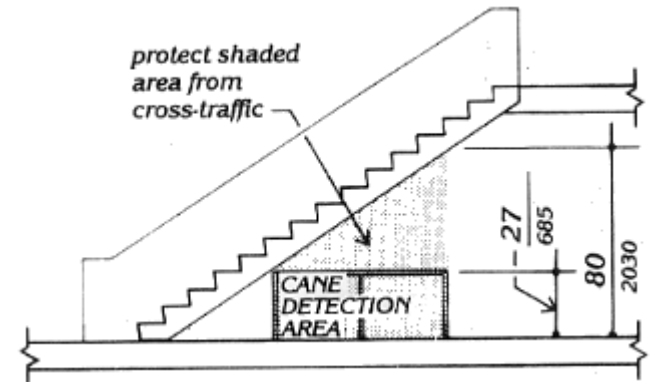 protect shaded
area from
cross-traffic
CANE
DETECTION
AREA
27
685
80
2030